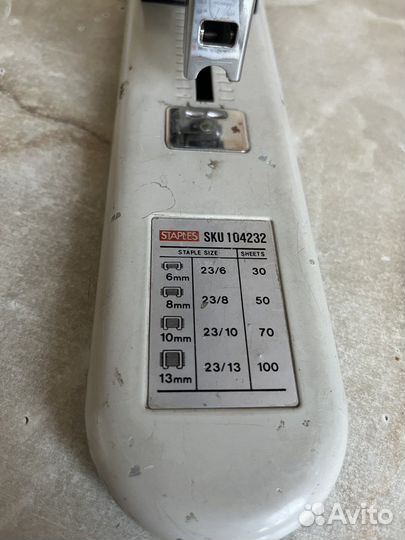 STAPLES SKU 104232
STAPLE SIZE SHEETS
6mm 23/6 30
8mm 23/8 50
10mm 23/10 70
13mm 23/13 100
Avito